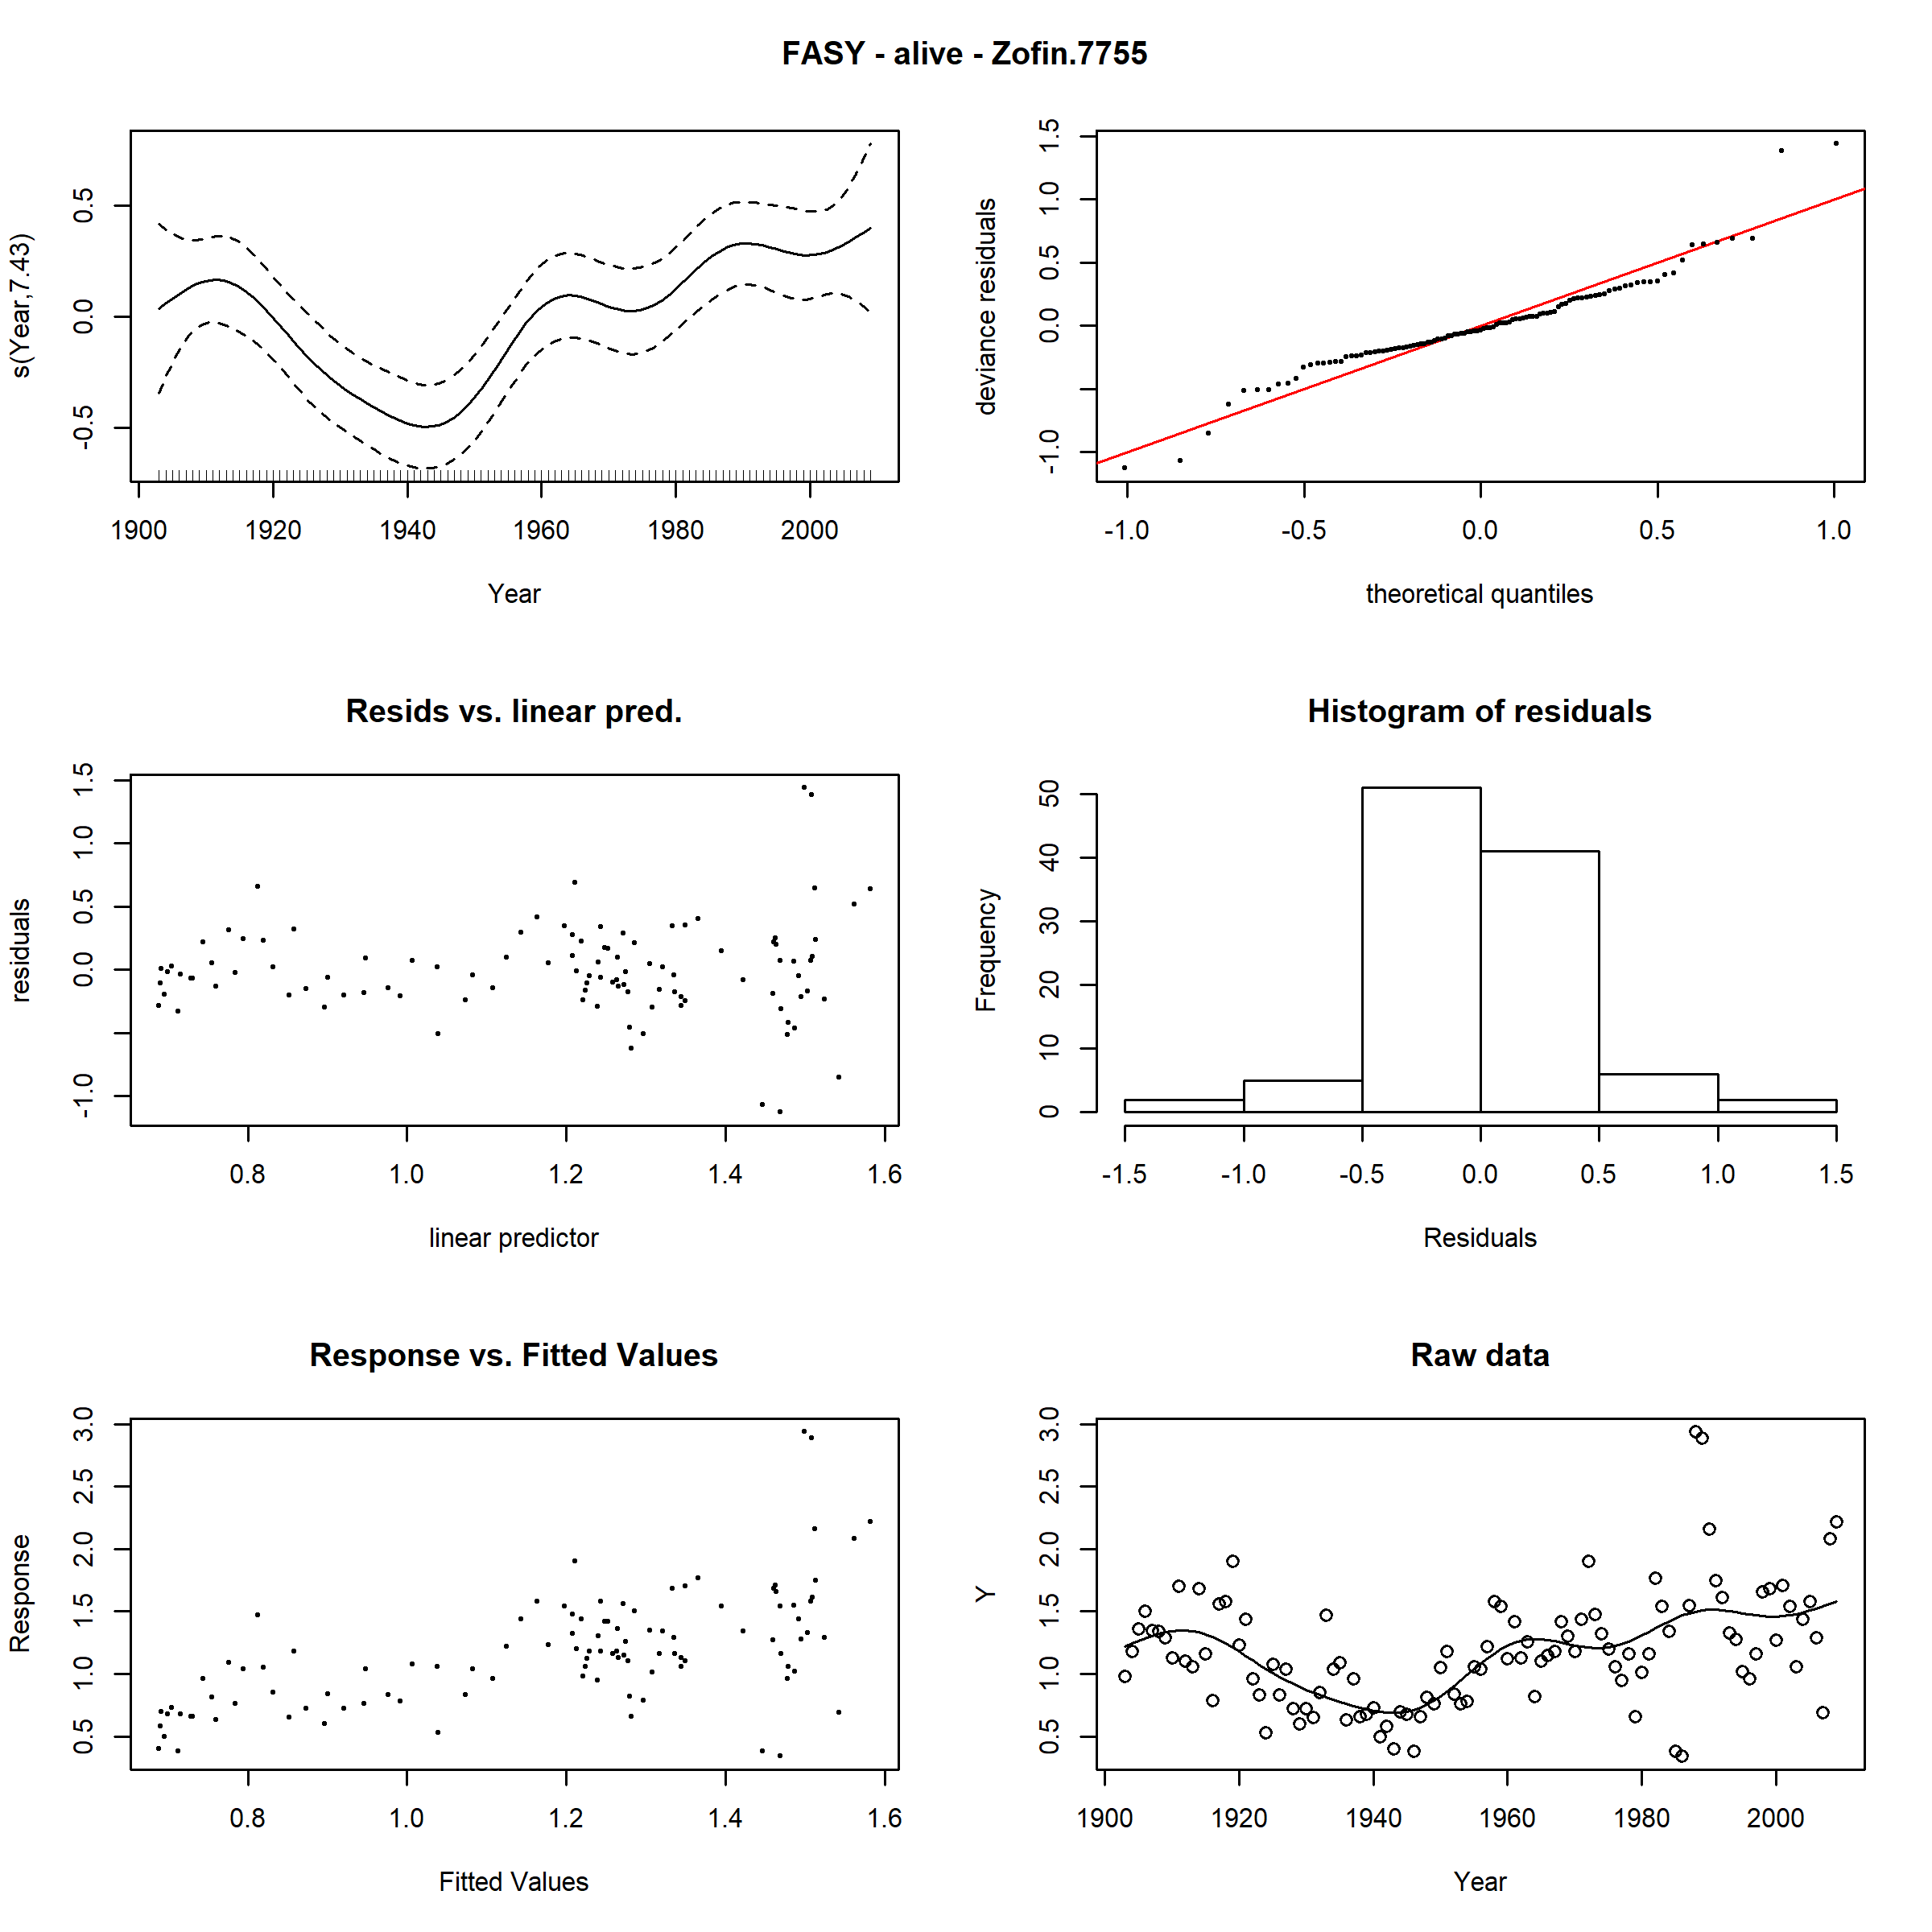 FASY - alive - Zofin.7755
s(Year,7.43)
0.5
0.0
-0.5
1900 1920 1940 1960 1980 2000
Year
deviance residuals
1.5
1.0
0.5
0.0
-1.0
-1.0 -0.5 0.0 0.5 1.0
theoretical quantiles
Resids vs. linear pred.
residuals
1.5
1.0
0.5
0.0
-1.0
0.8 1.0 1.2 1.4 1.6
linear predictor
Histogram of residuals
Frequency
50
40
30
20
10
0
-1.5 -1.0 -0.5 0.0 0.5 1.0 1.5
Residuals
Response vs. Fitted Values
Response
3.0
2.5
2.0
1.5
1.0
0.5
0.8 1.0 1.2 1.4 1.6
Fitted Values
Raw data
Y
3.0
2.5
2.0
1.5
1.0
0.5
1900 1920 1940 1960 1980 2000
Year